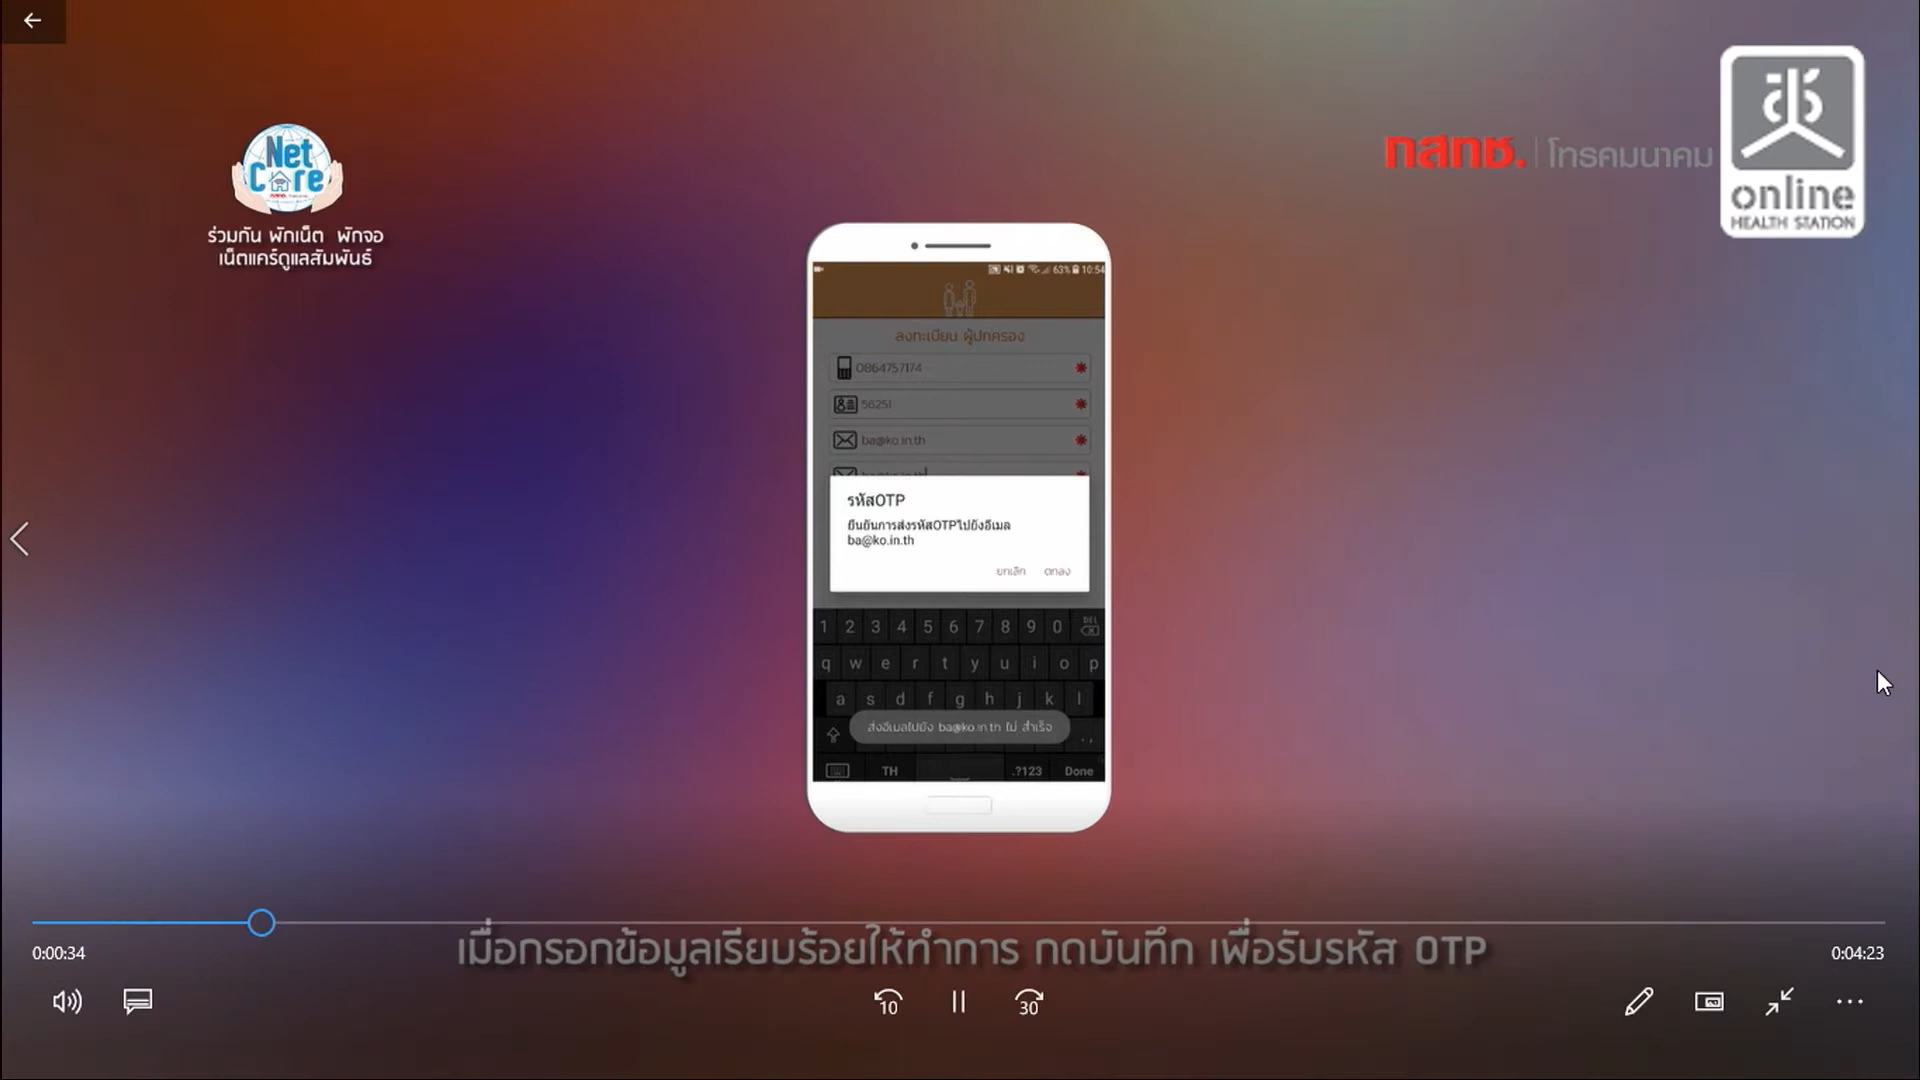 Net
Care
ร่วมกัน พักเน็ต พักจอ
เน็ตแคร์ดูแลสัมพันธ์
กสทช. | โทรคมนาคม
online
HEALTH STATION
63% 10:54
ลงทะเบียน ผู้ปกครอง
0864757174
56251
ba@ko.in.th
รหัสOTP
ยืนยันการส่งรหัสOTPไปยังอีเมล
ba@ko.in.th
ยกเลิก ตกลง
1 2 3 4 5 6 7 8 9 0 DEL
q w e r t y u i o p
a s d f g h j k l
ส่งอีเมลไปยัง ba@ko.in.th ไม่ สำเร็จ
TH .?123 Done
เมื่อกรอกข้อมูลเรียบร้อยให้ทำการ กดบันทึก เพื่อรับรหัส OTP
0:00:34
0:04:23
10
30